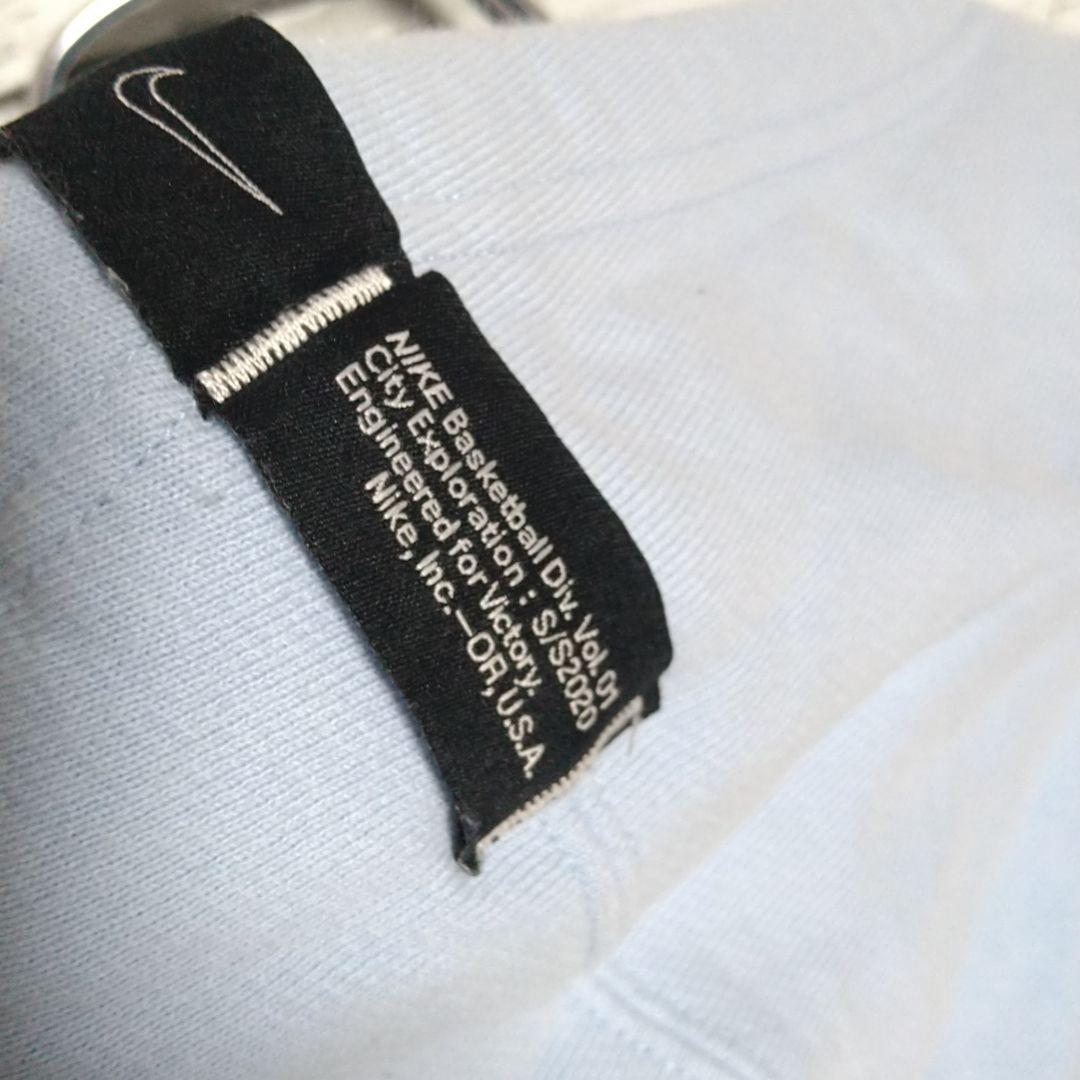 NIKE Basketball Div. Vol. 01
City Exploration : S/S2020
Engineered for Victory.
Nike, Inc.—OR, U.S.A.